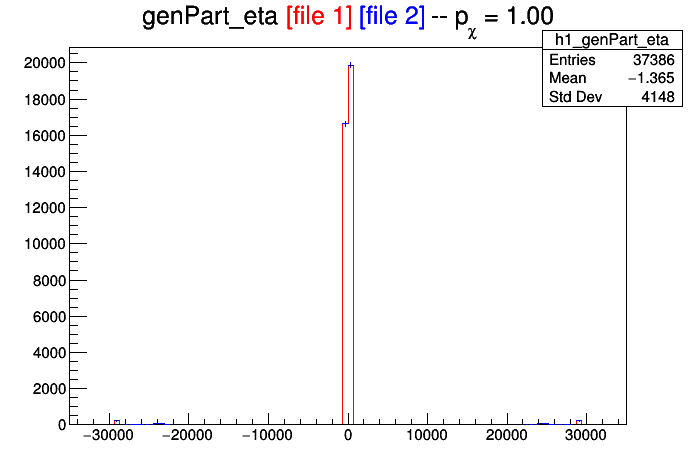 genPart_eta [file 1] [file 2] -- pχ = 1.00
h1_genPart_eta
Entries 37386
Mean −1.365
Std Dev 4148
20000
18000
16000
14000
12000
10000
8000
6000
4000
2000
0
−30000 −20000 −10000 0 10000 20000 30000